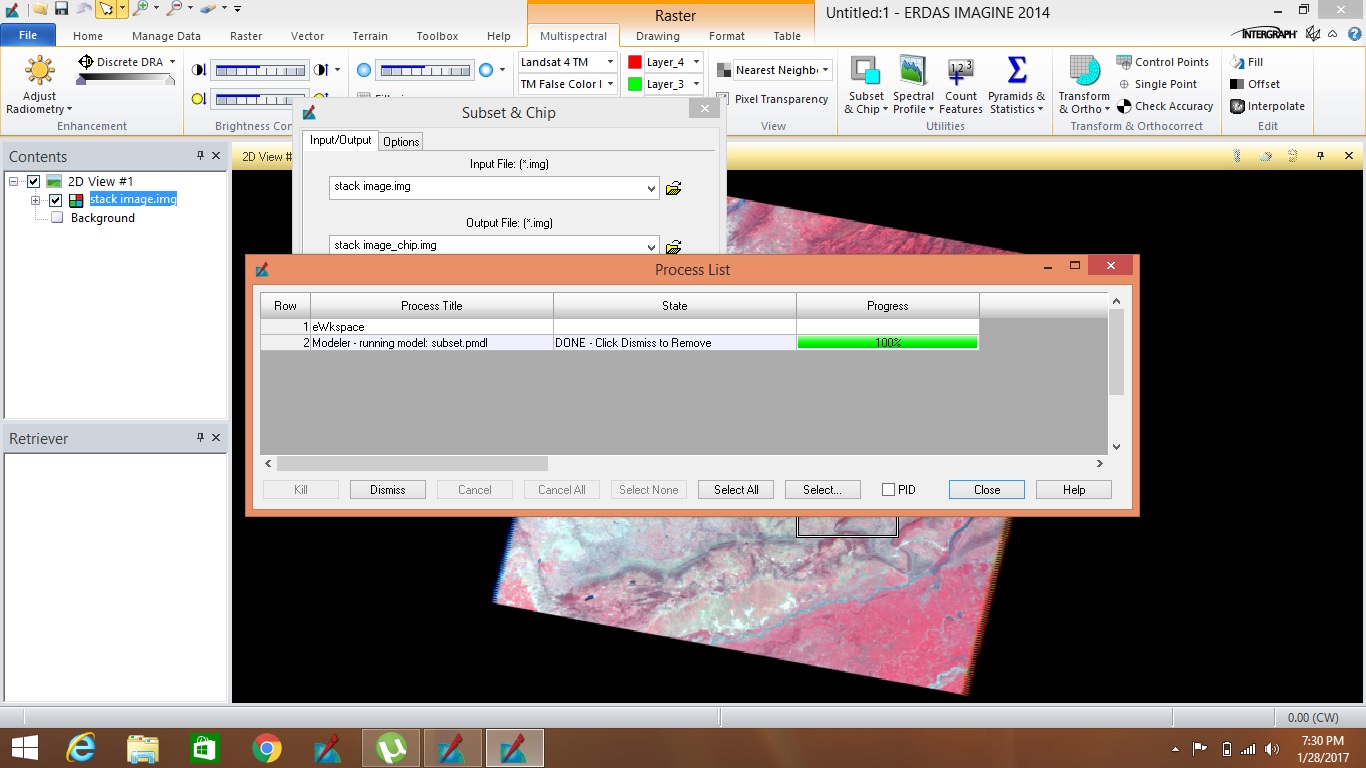 Raster
Untitled:1 - ERDAS IMAGINE 2014
File
Home
Manage Data
Raster
Vector
Terrain
Toolbox
Help
Multispectral
Drawing
Format
Table
INTERGRAPH
Adjust
Radiometry
Discrete DRA
Enhancement
Brightness Con
Landsat 4 TM
TM False Color I
Layer_4
Layer_3
Nearest Neighb
Pixel Transparency
View
Subset
& Chip
Spectral
Profile
Count
Features
Pyramids &
Statistics
Utilities
Transform
& Ortho
Control Points
Single Point
Check Accuracy
Transform & Orthocorrect
Fill
Offset
Interpolate
Edit
Contents
2D View #1
stack image.img
Background
Retriever
2D View #
Subset & Chip
Input/Output
Options
Input File: (*.img)
stack image.img
Output File: (*.img)
stack image_chip.img
Process List
Row Process Title State Progress
1 eWkspace
2 Modeler - running model: subset.pmdl DONE - Click Dismiss to Remove 100%
Kill
Dismiss
Cancel
Cancel All
Select None
Select All
Select...
PID
Close
Help
0.00 (CW)
7:30 PM
1/28/2017